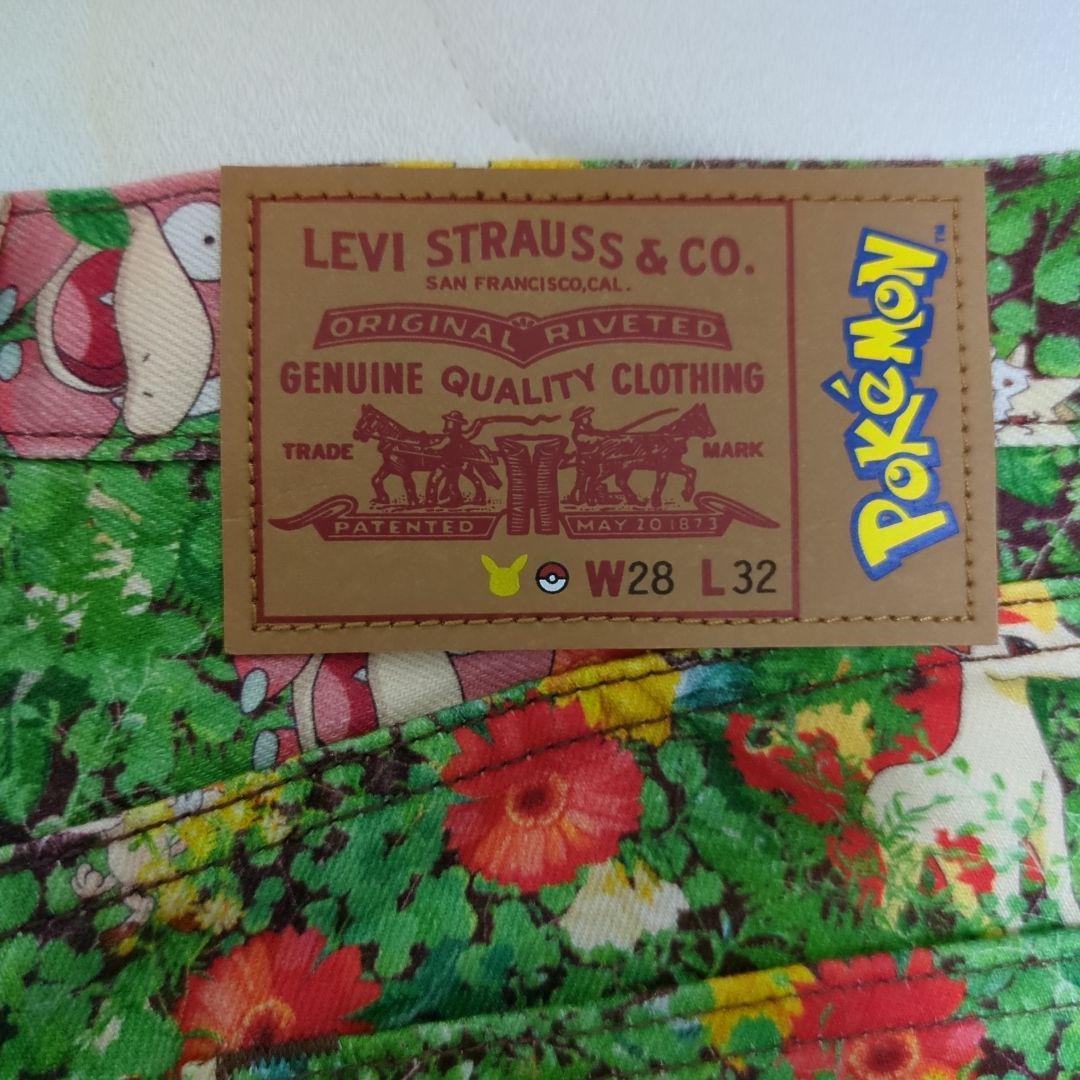 LEVI STRAUSS & CO.
SAN FRANCISCO,CAL.
ORIGINAL RIVETED
GENUINE QUALITY CLOTHING
TRADE MARK
PATENTED MAY 20 1873
W28 L32
POKéMON™